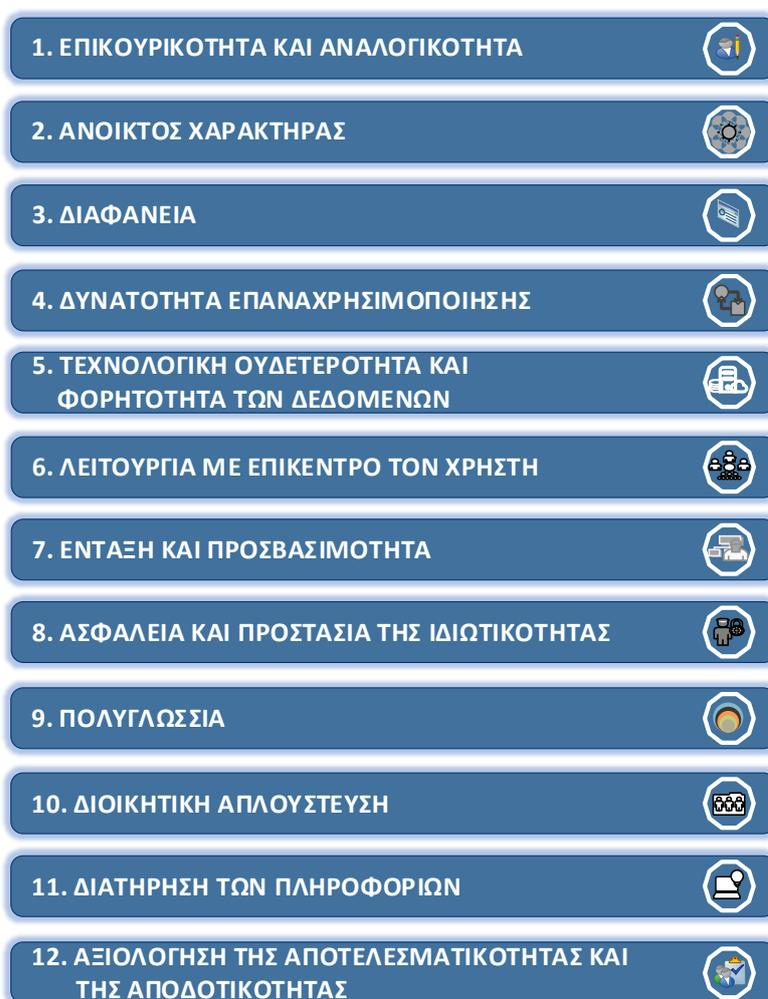 1. ΕΠΙΚΟΥΡΙΚΟΤΗΤΑ ΚΑΙ ΑΝΑΛΟΓΙΚΟΤΗΤΑ
2. ΑΝΟΙΚΤΟΣ ΧΑΡΑΚΤΗΡΑΣ
3. ΔΙΑΦΑΝΕΙΑ
4. ΔΥΝΑΤΟΤΗΤΑ ΕΠΑΝΑΧΡΗΣΙΜΟΠΟΙΗΣΗΣ
5. ΤΕΧΝΟΛΟΓΙΚΗ ΟΥΔΕΤΕΡΟΤΗΤΑ ΚΑΙ
ΦΟΡΗΤΟΤΗΤΑ ΤΩΝ ΔΕΔΟΜΕΝΩΝ
6. ΛΕΙΤΟΥΡΓΙΑ ΜΕ ΕΠΙΚΕΝΤΡΟ ΤΟΝ ΧΡΗΣΤΗ
7. ΕΝΤΑΞΗ ΚΑΙ ΠΡΟΣΒΑΣΙΜΟΤΗΤΑ
8. ΑΣΦΑΛΕΙΑ ΚΑΙ ΠΡΟΣΤΑΣΙΑ ΤΗΣ ΙΔΙΩΤΙΚΟΤΗΤΑΣ
9. ΠΟΛΥΓΛΩΣΣΙΑ
10. ΔΙΟΙΚΗΤΙΚΗ ΑΠΛΟΥΣΤΕΥΣΗ
11. ΔΙΑΤΗΡΗΣΗ ΤΩΝ ΠΛΗΡΟΦΟΡΙΩΝ
12. ΑΞΙΟΛΟΓΗΣΗ ΤΗΣ ΑΠΟΤΕΛΕΣΜΑΤΙΚΟΤΗΤΑΣ ΚΑΙ
ΤΗΣ ΑΠΟΔΟΤΙΚΟΤΗΤΑΣ